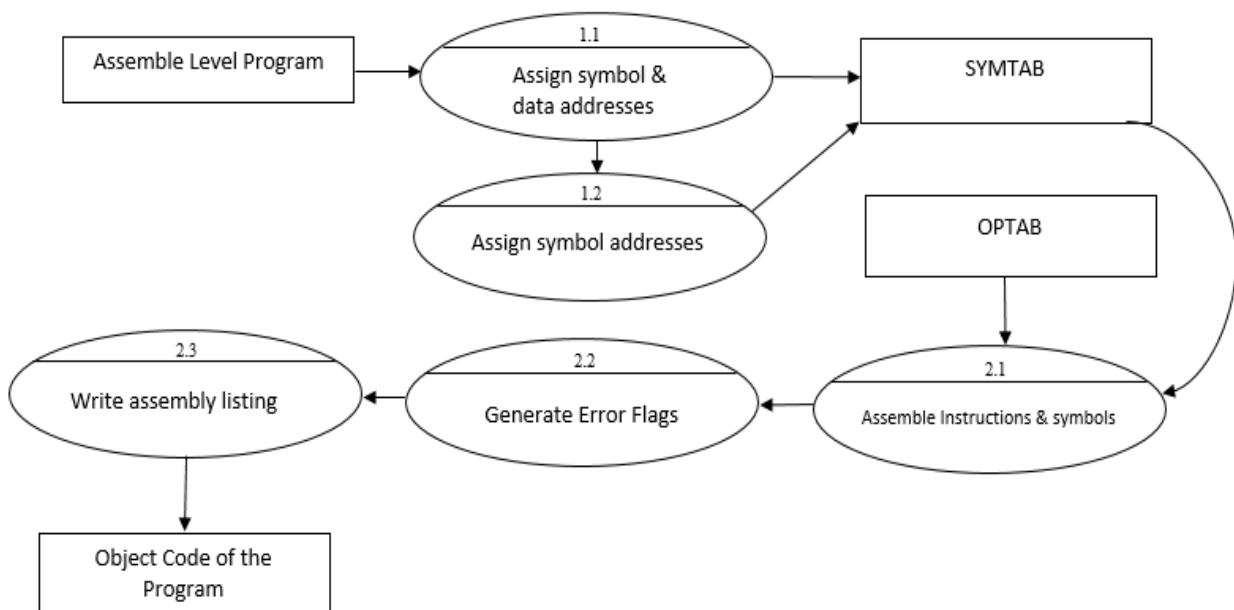 Assemble Level Program
1.1
Assign symbol &
data addresses
SYMTAB
1.2
Assign symbol addresses
OPTAB
2.3
Write assembly listing
2.2
Generate Error Flags
2.1
Assemble Instructions & symbols
Object Code of the
Program